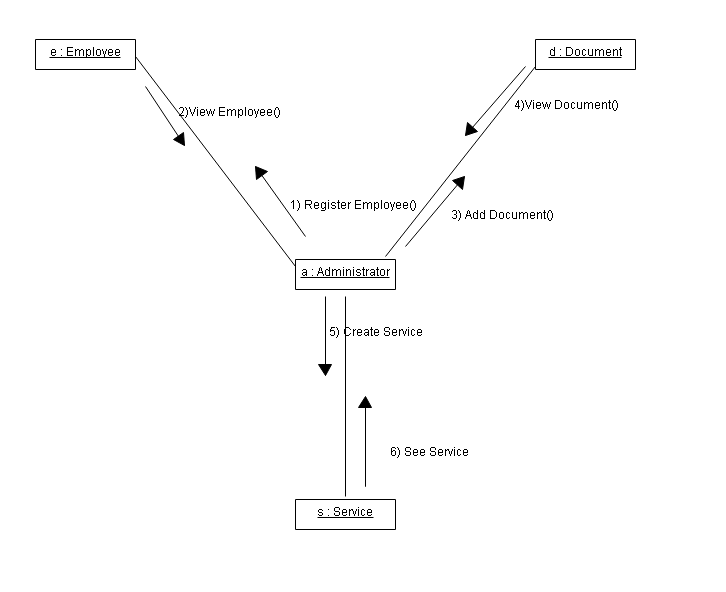 e : Employee
d : Document
2)View Employee()
4)View Document()
1) Register Employee()
3) Add Document()
a : Administrator
5) Create Service
6) See Service
s : Service